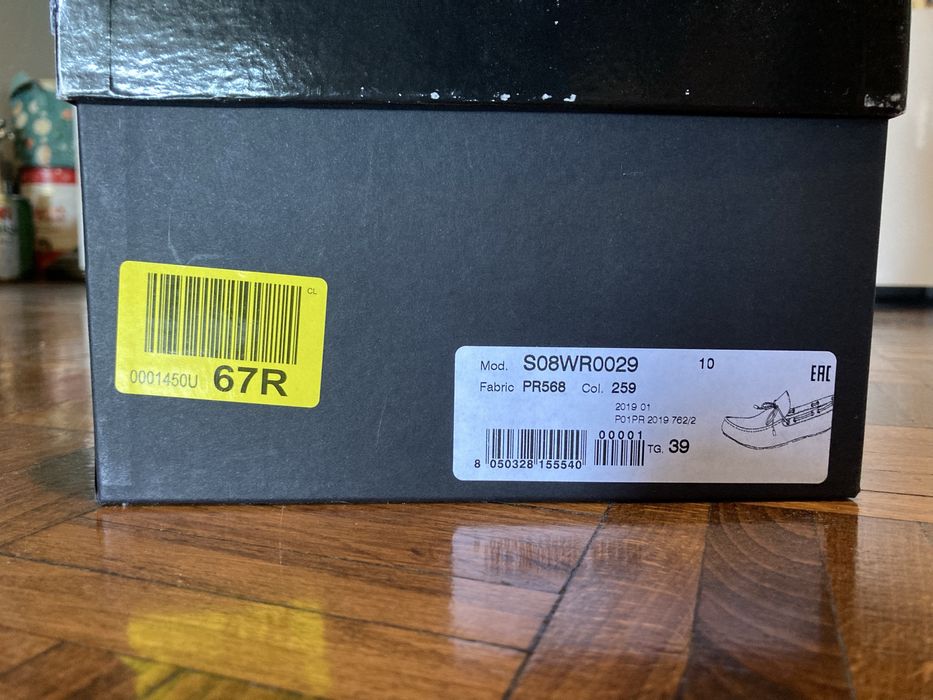 CL
0001450U 67R
Mod. S08WR0029 10
EAC
Fabric PR568 Col. 259
2019 01
P01PR 2019 762/2
00001
8 050328 155540 TG. 39